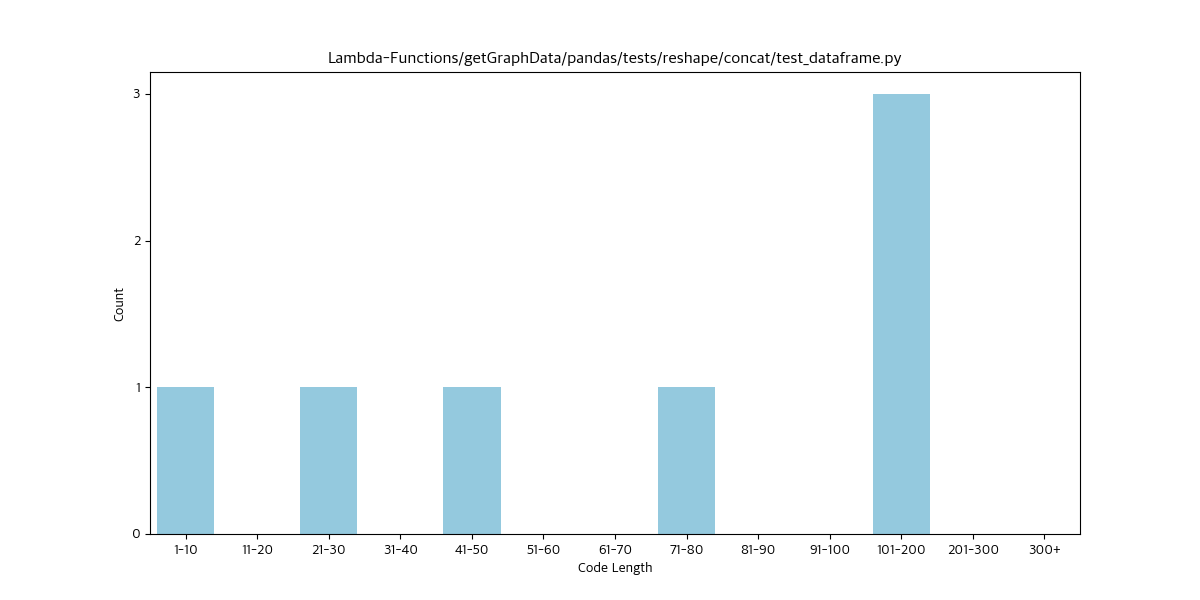 Lambda-Functions/getGraphData/pandas/tests/reshape/concat/test_dataframe.py
3
2
1
0
Count
1-10 11-20 21-30 31-40 41-50 51-60 61-70 71-80 81-90 91-100 101-200 201-300 300+
Code Length